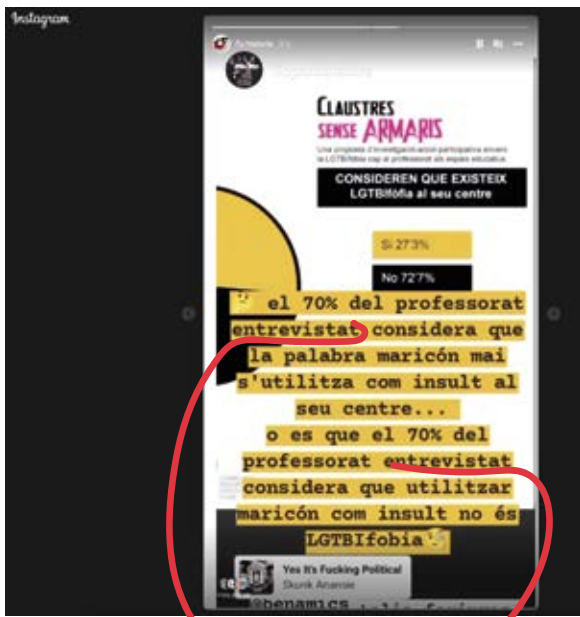 Instagram
CLAUSTRES
SENSE ARMARIS
Una proposta d'investigació-acció participativa envers
la LGTBIfòbia cap al professorat als espais educatius
CONSIDEREN QUE EXISTEIX
LGTBIfòfia al seu centre
Si 27'3%
No 72'7%
el 70% del professorat
entrevistat considera que
la palabra maricón mai
s'utilitza com insult al
seu centre...
o es que el 70% del
professorat entrevistat
considera que utilitzar
maricón com insult no és
LGTBIfobia
Yes It's Fucking Political
Skunk Anansie
@benamics